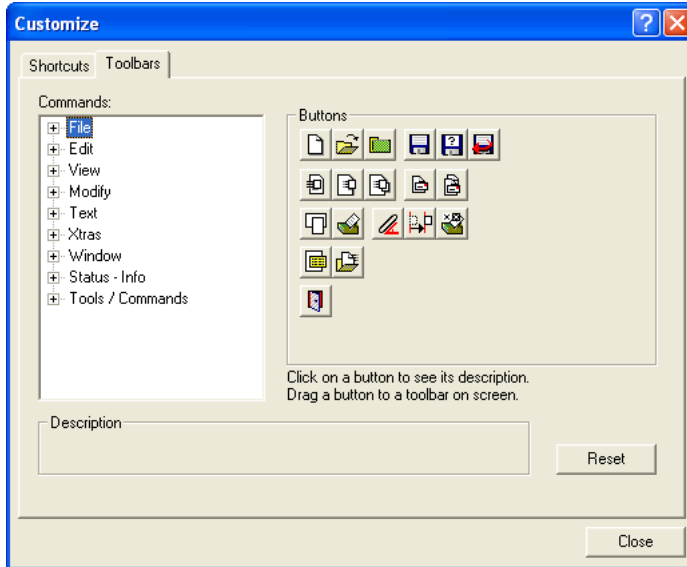 Customize
Shortcuts Toolbars
Commands:
File
Edit
View
Modify
Text
Xtras
Window
Status - Info
Tools / Commands
Buttons
Click on a button to see its description.
Drag a button to a toolbar on screen.
Description
Reset
Close